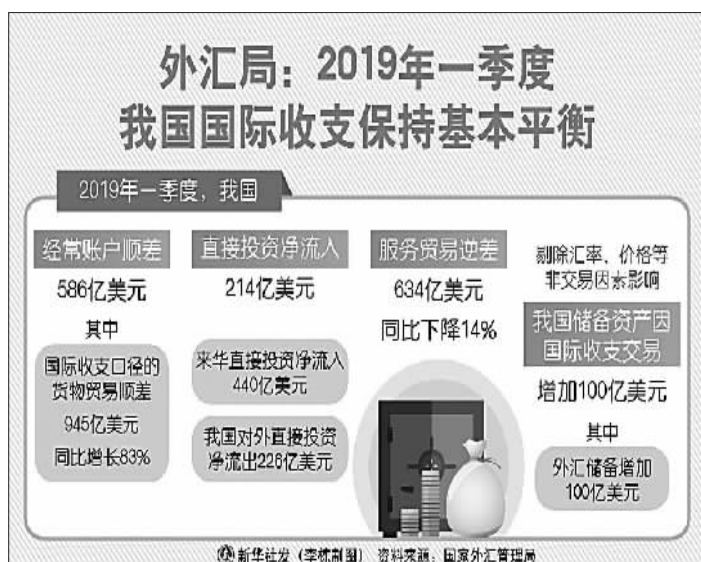 外汇局：2019年一季度
我国国际收支保持基本平衡
2019年一季度，我国
经常账户顺差
586亿美元
其中
国际收支口径的
货物贸易顺差
945亿美元
同比增长83%
直接投资净流入
214亿美元
来华直接投资净流入
440亿美元
我国对外直接投资
净流出226亿美元
服务贸易逆差
634亿美元
同比下降14%
剔除汇率、价格等
非交易因素影响
我国储备资产因
国际收支交易
增加100亿美元
其中
外汇储备增加
100亿美元
新华社发（李栋制图） 资料来源：国家外汇管理局